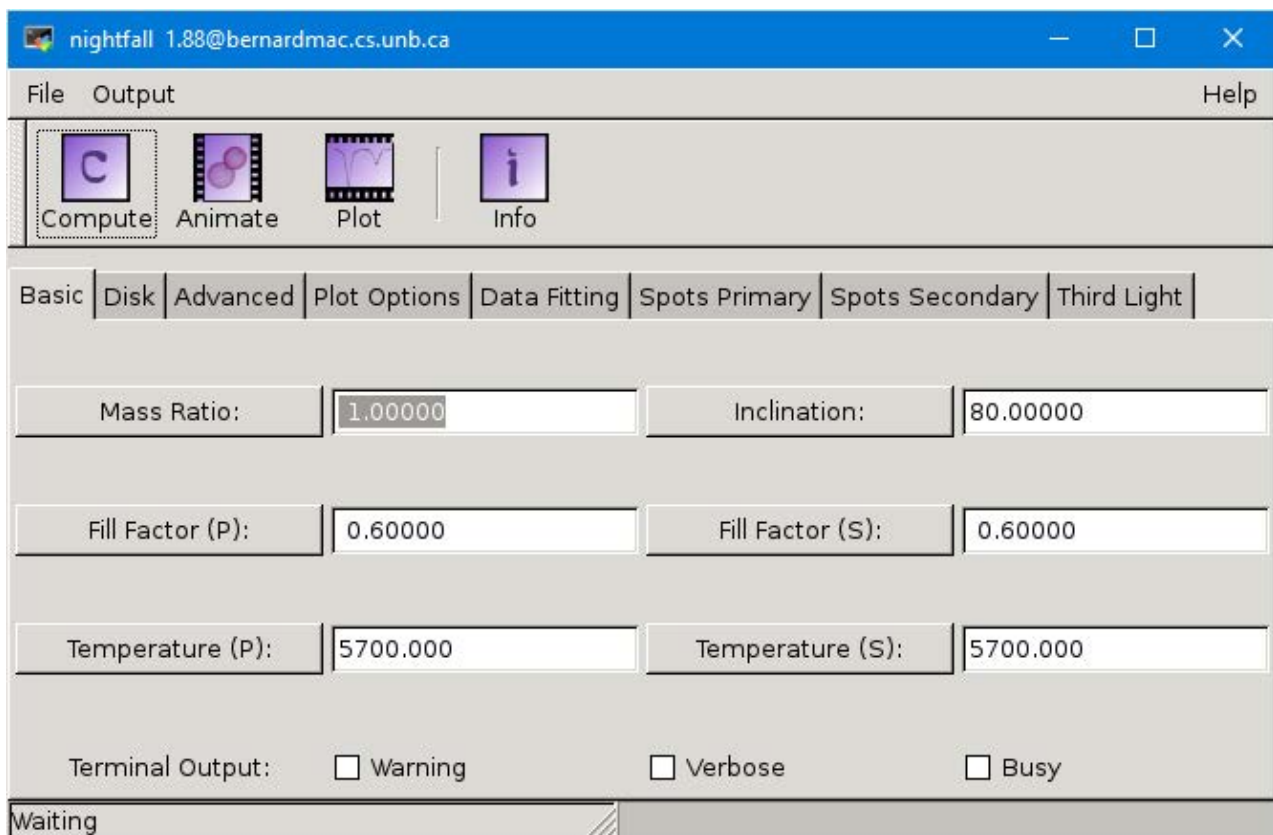 nightfall 1.88@bernardmac.cs.unb.ca
File Output Help
C i
Compute Animate Plot Info
Basic Disk Advanced Plot Options Data Fitting Spots Primary Spots Secondary Third Light
Mass Ratio: 1.00000 Inclination: 80.00000
Fill Factor (P): 0.60000 Fill Factor (S): 0.60000
Temperature (P): 5700.000 Temperature (S): 5700.000
Terminal Output: Warning Verbose Busy
Waiting